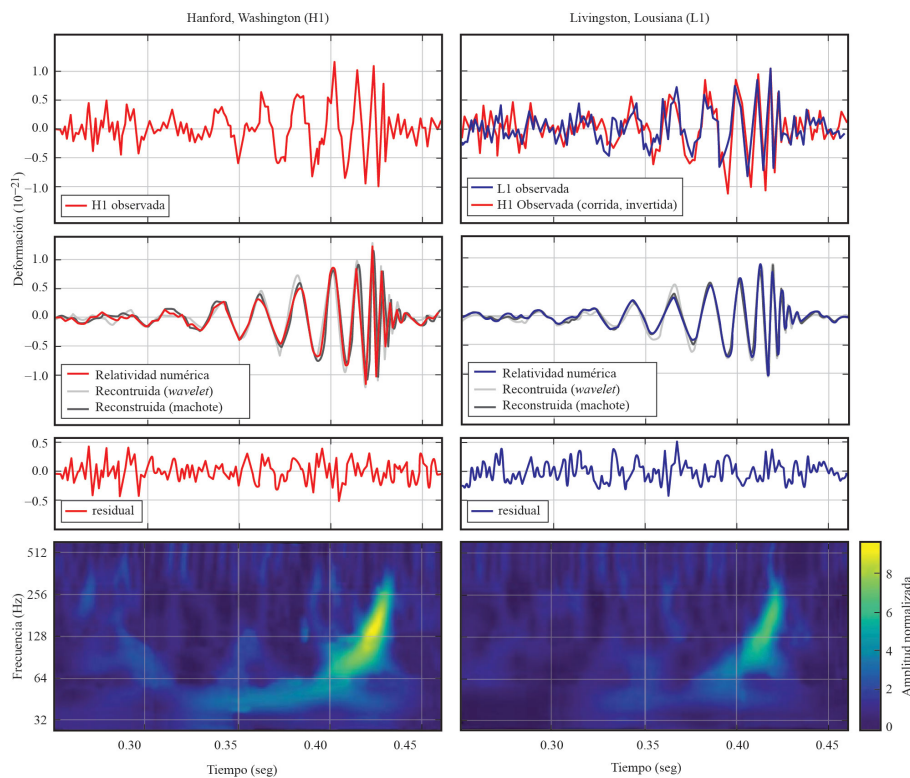 Hanford, Washington (H1)
Livingston, Lousiana (L1)
Deformación (10−21)
1.0
0.5
0.0
−0.5
−1.0
H1 observada
L1 observada
H1 Observada (corrida, invertida)
1.0
0.5
0.0
−0.5
−1.0
Relatividad numérica
Recontruida (wavelet)
Reconstruida (machote)
Relatividad numérica
Recontruida (wavelet)
Reconstruida (machote)
0.5
0.0
−0.5
residual
residual
Frecuencia (Hz)
512
256
128
64
32
0.30
0.35
0.40
0.45
Tiempo (seg)
0.30
0.35
0.40
0.45
Tiempo (seg)
8
6
4
2
0
Amplitud normalizada